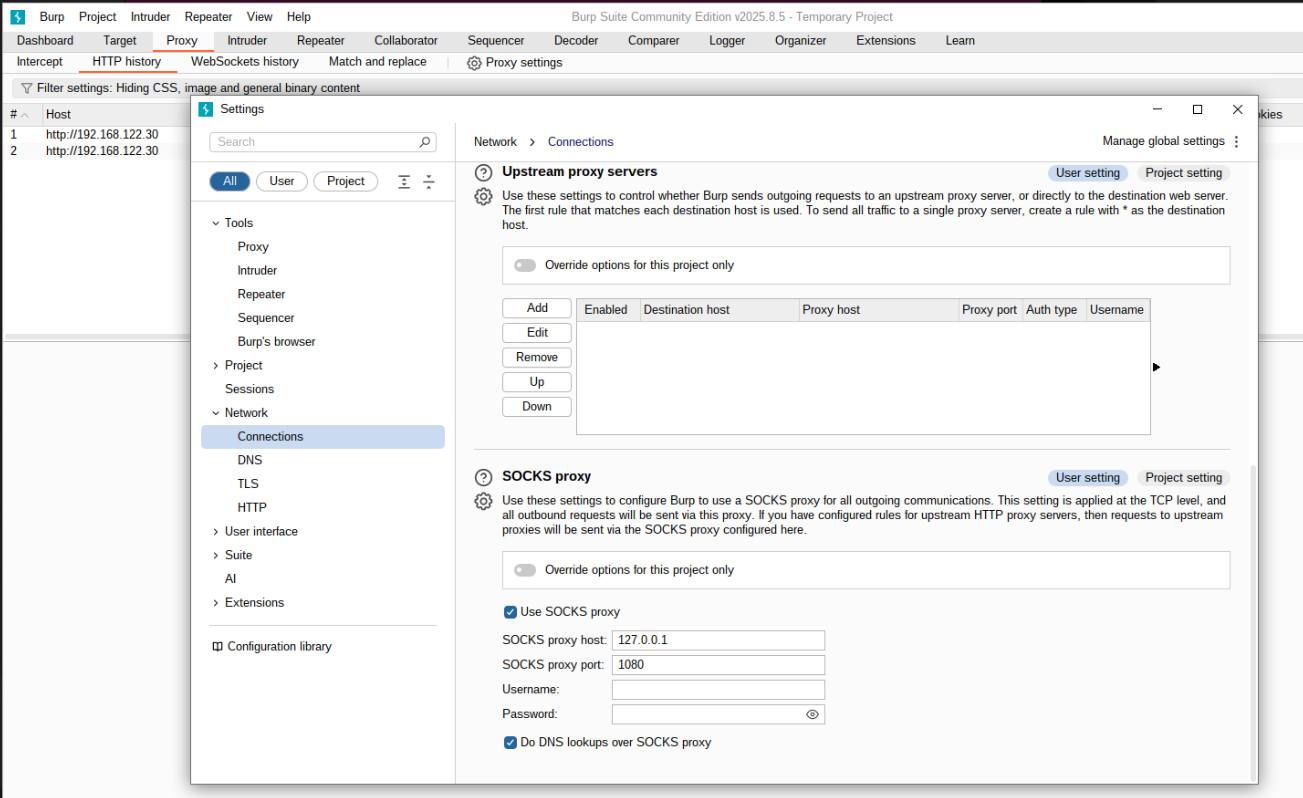 Burp Project Intruder Repeater View Help
Burp Suite Community Edition v2025.8.5 - Temporary Project
Dashboard Target Proxy Intruder Repeater Collaborator Sequencer Decoder Comparer Logger Organizer Extensions Learn
Intercept HTTP history WebSockets history Match and replace Proxy settings
Filter settings: Hiding CSS, image and general binary content
# Host
1 http://192.168.122.30
2 http://192.168.122.30
Settings
Search
All User Project
Tools
Proxy
Intruder
Repeater
Sequencer
Burp's browser
Project
Sessions
Network
Connections
DNS
TLS
HTTP
User interface
Suite
AI
Extensions
Configuration library
Network > Connections
Manage global settings
Upstream proxy servers
User setting Project setting
Use these settings to control whether Burp sends outgoing requests to an upstream proxy server, or directly to the destination web server.
The first rule that matches each destination host is used. To send all traffic to a single proxy server, create a rule with * as the destination
host.
Override options for this project only
Add
Edit
Remove
Up
Down
Enabled Destination host Proxy host Proxy port Auth type Username
SOCKS proxy
User setting Project setting
Use these settings to configure Burp to use a SOCKS proxy for all outgoing communications. This setting is applied at the TCP level, and
all outbound requests will be sent via this proxy. If you have configured rules for upstream HTTP proxy servers, then requests to upstream
proxies will be sent via the SOCKS proxy configured here.
Override options for this project only
Use SOCKS proxy
SOCKS proxy host: 127.0.0.1
SOCKS proxy port: 1080
Username:
Password:
Do DNS lookups over SOCKS proxy